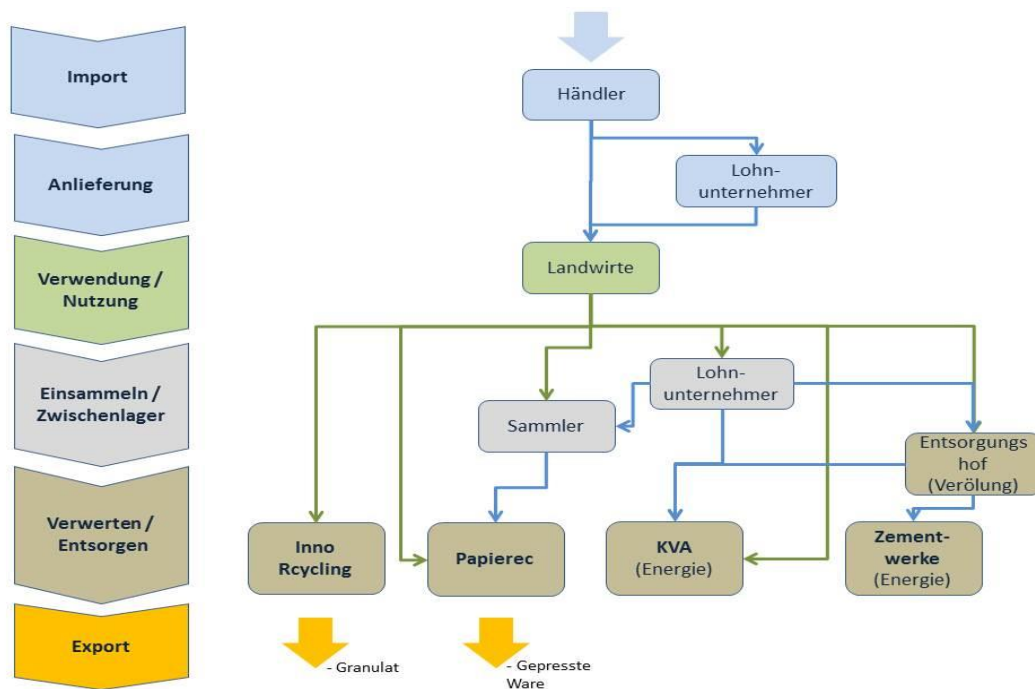 Import
Händler
Anlieferung
Lohn-
unternehmer
Verwendung /
Nutzung
Landwirte
Einsammeln /
Zwischenlager
Lohn-
unternehmer
Sammler
Entsorgungs
hof
(Verölung)
Verwerten /
Entsorgen
Inno
Rcycling
Papierec
KVA
(Energie)
Zement-
werke
(Energie)
Export
- Granulat
- Gepresste
Ware